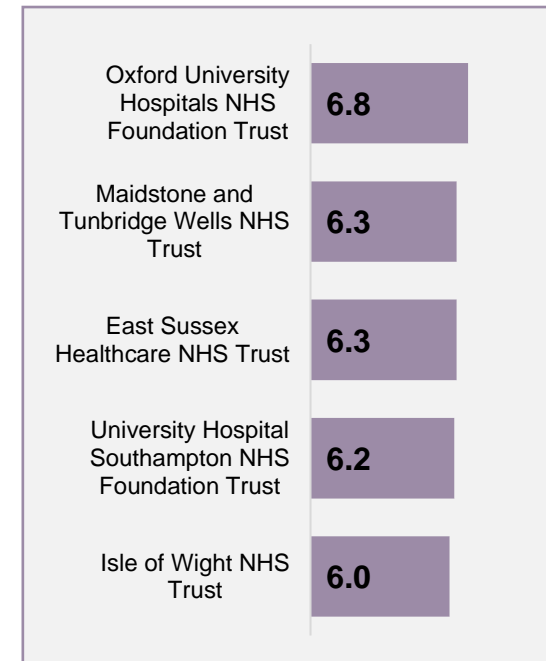 Oxford University
Hospitals NHS
Foundation Trust
6.8
Maidstone and
Tunbridge Wells NHS
Trust
6.3
East Sussex
Healthcare NHS Trust
6.3
University Hospital
Southampton NHS
Foundation Trust
6.2
Isle of Wight NHS
Trust
6.0